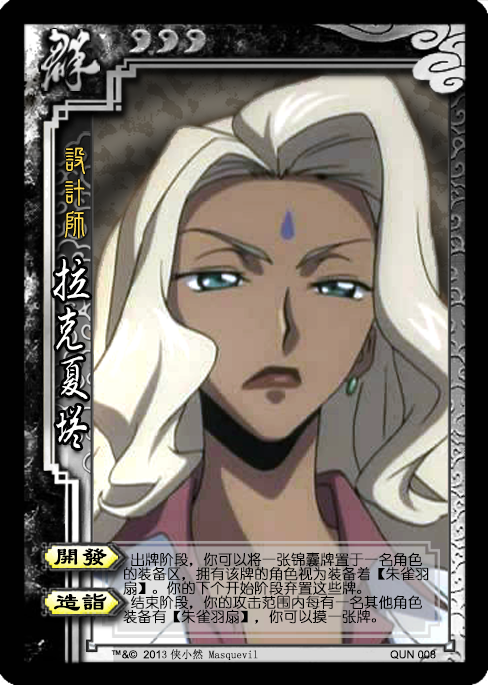 群
設計師
拉克夏塔
開發
出牌阶段，你可以将一张锦囊牌置于一名角色
的装备区，拥有该牌的角色视为装备着【朱雀羽
扇】。你的下个开始阶段弃置这些牌。
造詣
结束阶段，你的攻击范围内每有一名其他角色
装备有【朱雀羽扇】，你可以摸一张牌。
™&© 2013 侠小然 Masquevil
QUN 008